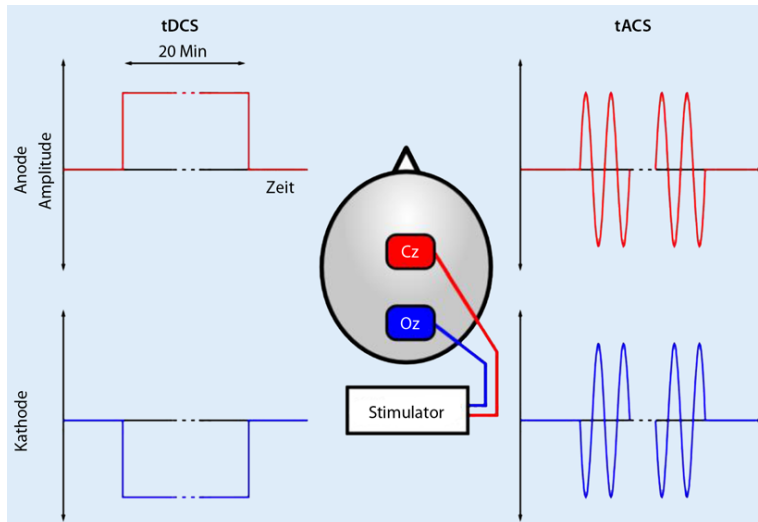 tDCS
tACS
20 Min
Anode
Amplitude
Zeit
Cz
Oz
Stimulator
Kathode